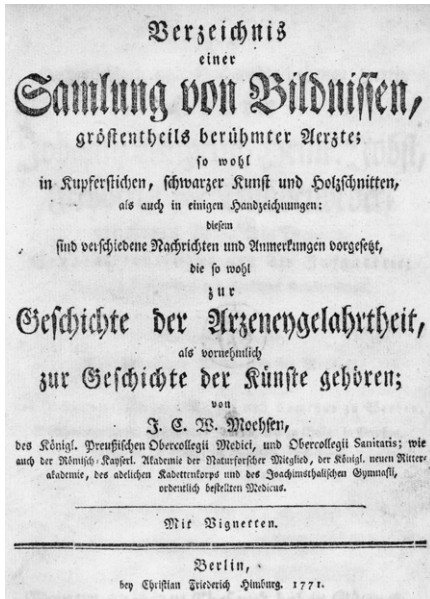 Verzeichnis
einer
Samlung von Bildnissen,
gröstentheils berühmter Aerzte;
so wohl
in Kupferstichen, schwarzer Kunst und Holzschnitten,
als auch in einigen Handzeichnungen:
diesem
sind verschiedene Nachrichten und Anmerkungen vorgesetzt,
die so wohl
zur
Geschichte der Arzeneygelahrtheit,
als vornehmlich
zur Geschichte der Künste gehören;
von
J. C. W. Moehsen,
des Königl. Preußischen Obercollegii Medici, und Obercollegii Sanitatis; wie
auch der Römisch-Kayserl. Akademie der Naturforscher Mitglied, der Königl. neuen Ritter-
akademie, des adelichen Kadettenkorps und des Joachimsthalischen Gymnasii,
ordentlich bestellten Medicus.
Mit Vignetten.
Berlin,
bey Christian Friederich Himburg. 1771.